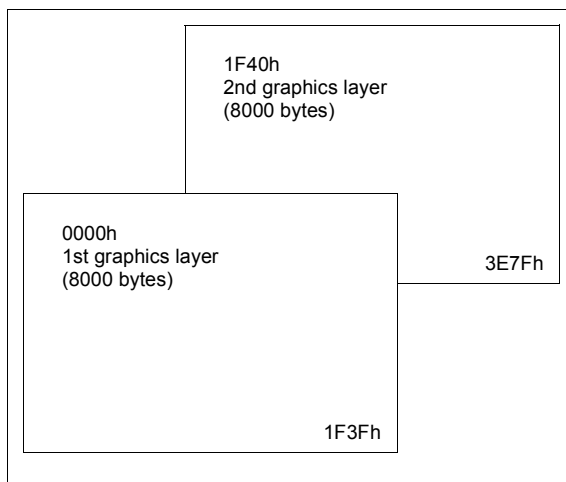 1F40h
2nd graphics layer
(8000 bytes)
3E7Fh
0000h
1st graphics layer
(8000 bytes)
1F3Fh